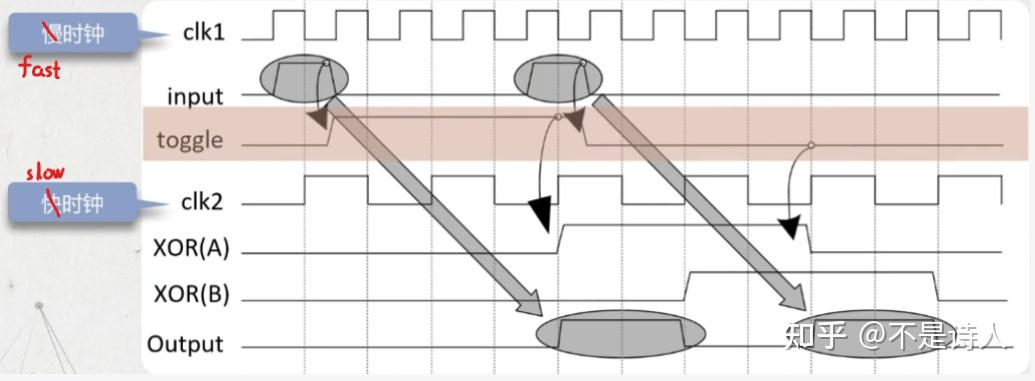 慢时钟
fast
clk1
input
toggle
slow
快时钟
clk2
XOR(A)
XOR(B)
Output
知乎 @不是诗人